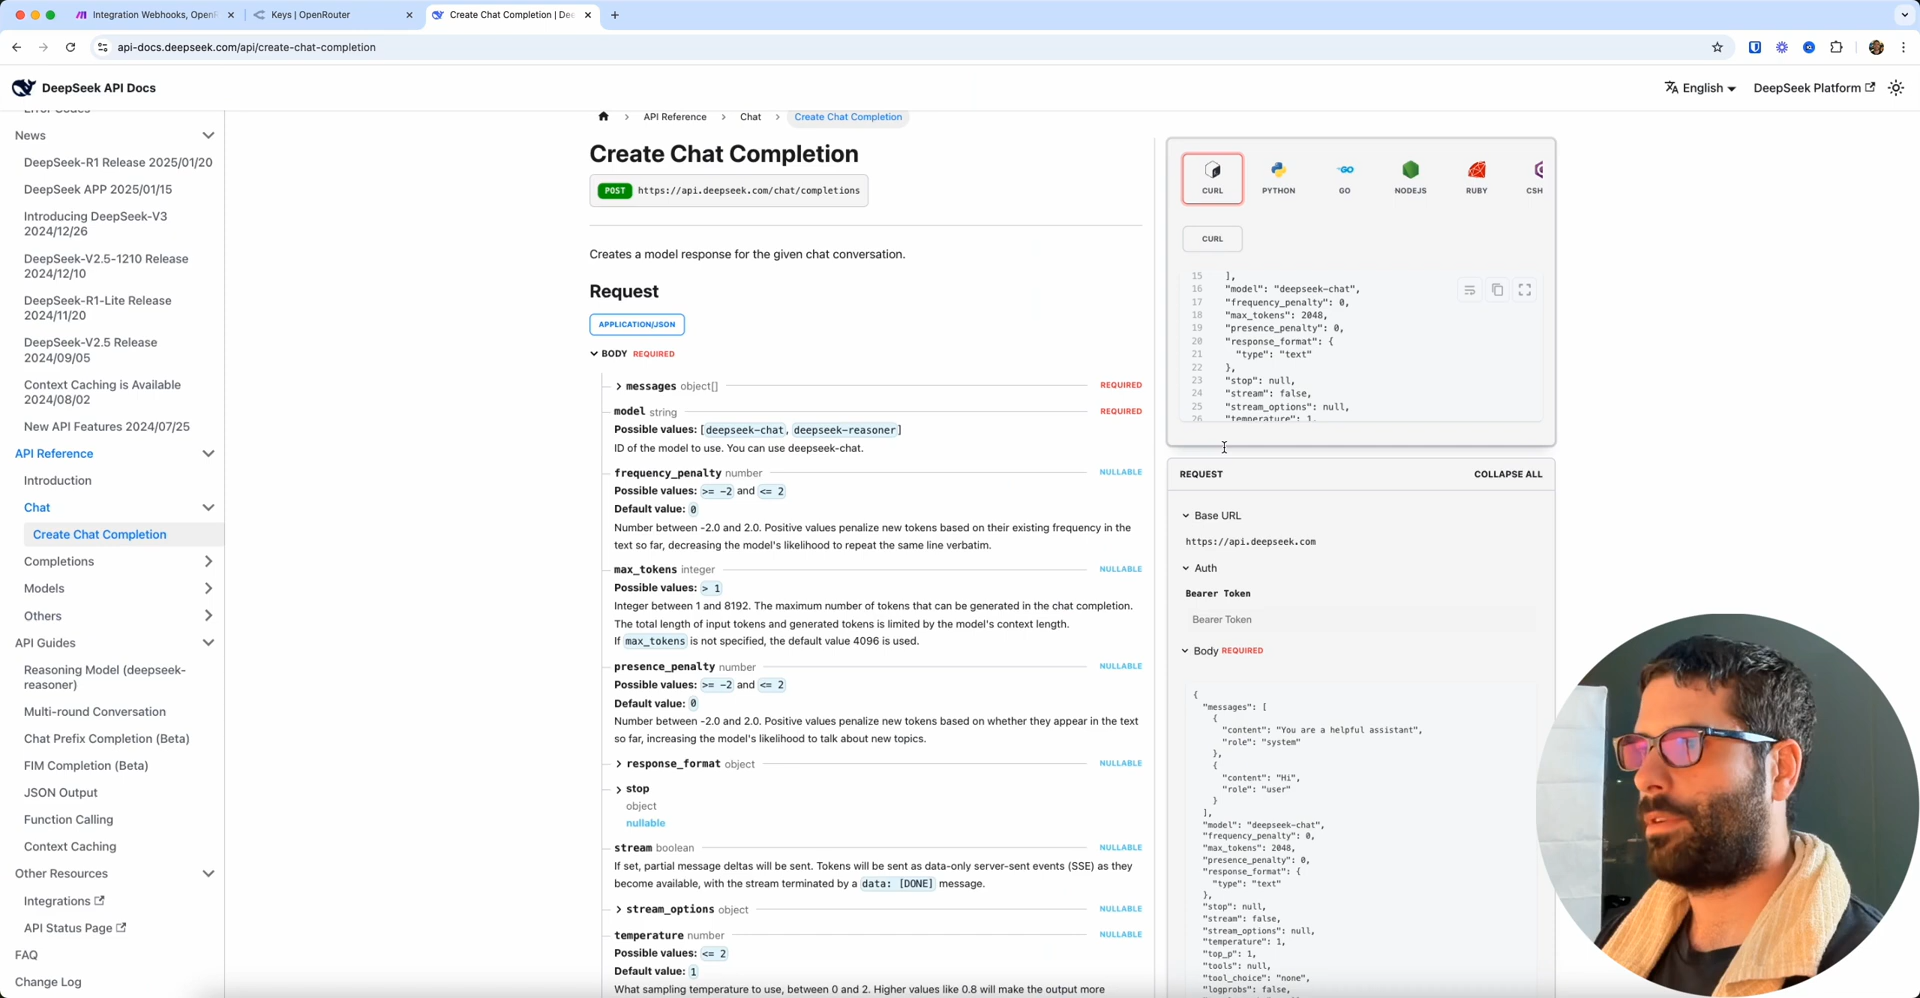 Integration Webhooks, OpenR
Keys | OpenRouter
Create Chat Completion | Dee
api-docs.deepseek.com/api/create-chat-completion
DeepSeek API Docs
English
DeepSeek Platform
Error Codes
News
DeepSeek-R1 Release 2025/01/20
DeepSeek APP 2025/01/15
Introducing DeepSeek-V3
2024/12/26
DeepSeek-V2.5-1210 Release
2024/12/10
DeepSeek-R1-Lite Release
2024/11/20
DeepSeek-V2.5 Release
2024/09/05
Context Caching is Available
2024/08/02
New API Features 2024/07/25
API Reference
Introduction
Chat
Create Chat Completion
Completions
Models
Others
API Guides
Reasoning Model (deepseek-
reasoner)
Multi-round Conversation
Chat Prefix Completion (Beta)
FIM Completion (Beta)
JSON Output
Function Calling
Context Caching
Other Resources
Integrations
API Status Page
FAQ
Change Log
API Reference > Chat > Create Chat Completion
Create Chat Completion
POST https://api.deepseek.com/chat/completions
Creates a model response for the given chat conversation.
Request
APPLICATION/JSON
BODY REQUIRED
messages object[] REQUIRED
model string REQUIRED
Possible values: [deepseek-chat, deepseek-reasoner]
ID of the model to use. You can use deepseek-chat.
frequency_penalty number NULLABLE
Possible values: >= -2 and <= 2
Default value: 0
Number between -2.0 and 2.0. Positive values penalize new tokens based on their existing frequency in the
text so far, decreasing the model's likelihood to repeat the same line verbatim.
max_tokens integer NULLABLE
Possible values: > 1
Integer between 1 and 8192. The maximum number of tokens that can be generated in the chat completion.
The total length of input tokens and generated tokens is limited by the model's context length.
If max_tokens is not specified, the default value 4096 is used.
presence_penalty number NULLABLE
Possible values: >= -2 and <= 2
Default value: 0
Number between -2.0 and 2.0. Positive values penalize new tokens based on whether they appear in the text
so far, increasing the model's likelihood to talk about new topics.
response_format object NULLABLE
stop
object
nullable
stream boolean NULLABLE
If set, partial message deltas will be sent. Tokens will be sent as data-only server-sent events (SSE) as they
become available, with the stream terminated by a data: [DONE] message.
stream_options object NULLABLE
temperature number NULLABLE
Possible values: <= 2
Default value: 1
What sampling temperature to use, between 0 and 2. Higher values like 0.8 will make the output more
CURL
PYTHON
GO
NODEJS
RUBY
CSH
CURL
15 ],
16 "model": "deepseek-chat",
17 "frequency_penalty": 0,
18 "max_tokens": 2048,
19 "presence_penalty": 0,
20 "response_format": {
21 "type": "text"
22 },
23 "stop": null,
24 "stream": false,
25 "stream_options": null,
26 "temperature": 1,
REQUEST
COLLAPSE ALL
Base URL
https://api.deepseek.com
Auth
Bearer Token
Bearer Token
Body REQUIRED
{
"messages": [
{
"content": "You are a helpful assistant",
"role": "system"
},
{
"content": "Hi",
"role": "user"
}
],
"model": "deepseek-chat",
"frequency_penalty": 0,
"max_tokens": 2048,
"presence_penalty": 0,
"response_format": {
"type": "text"
},
"stop": null,
"stream": false,
"stream_options": null,
"temperature": 1,
"top_p": 1,
"tools": null,
"tool_choice": "none",
"logprobs": false,